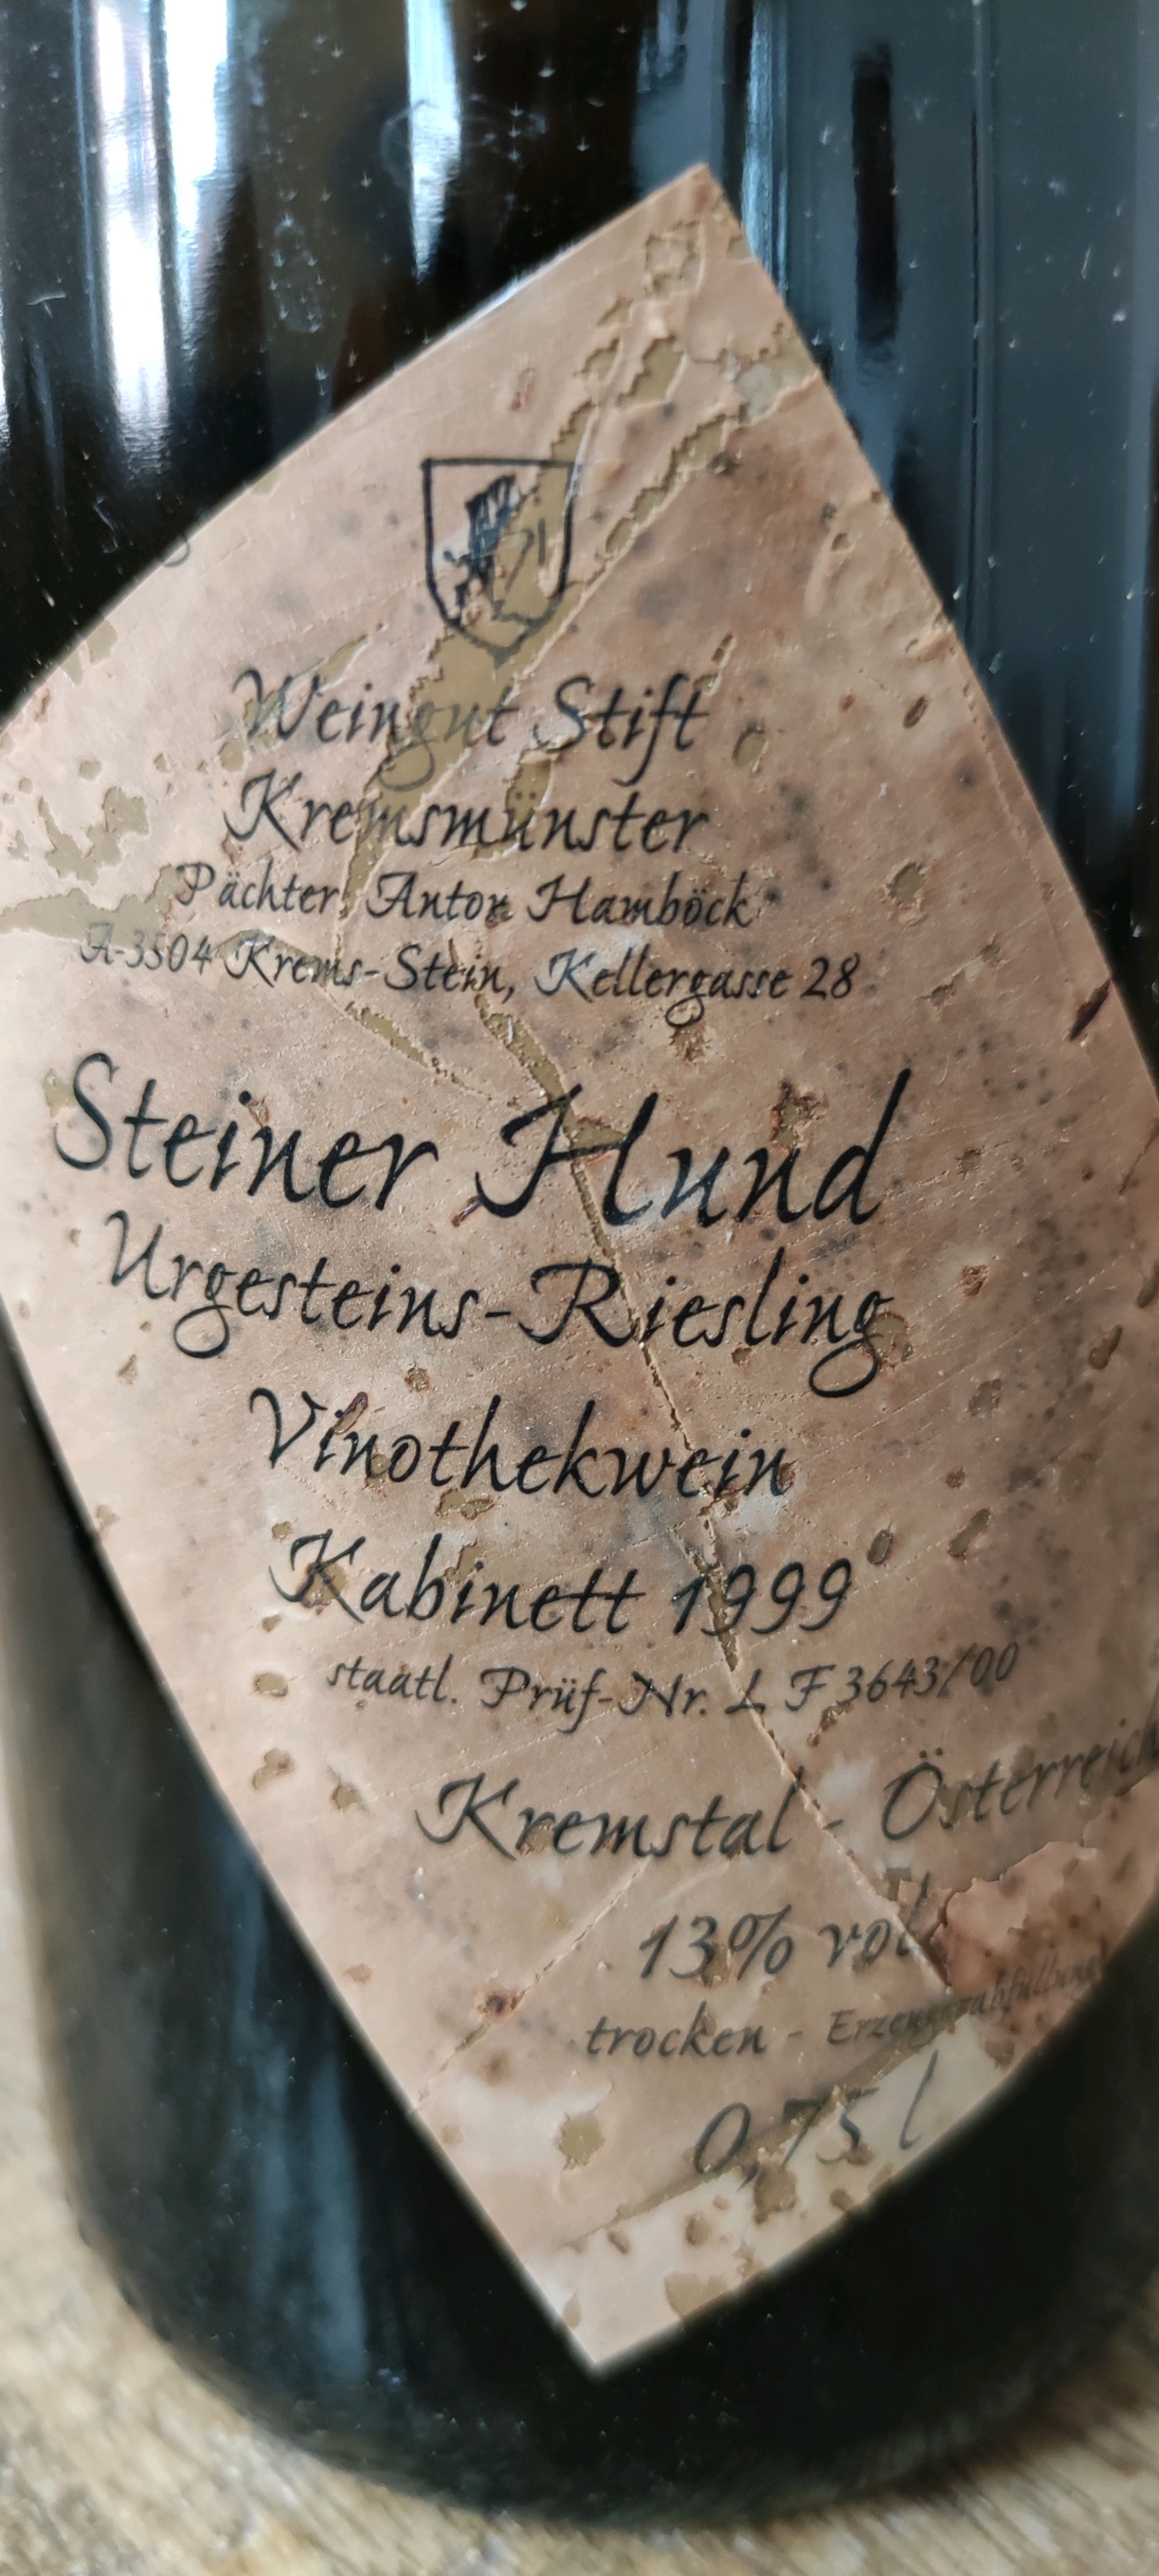 Weingut Stift
Kremsmünster
Pächter: Anton Hamböck
A-3504 Krems-Stein, Kellergasse 28
Steiner Hund
Urgesteins-Riesling
Vinothekwein
Kabinett 1999
staatl. Prüf-Nr. L F 3643/00
Kremstal - Österreich
13% vol.
trocken - Erzeugerabfüllung
0,75 l